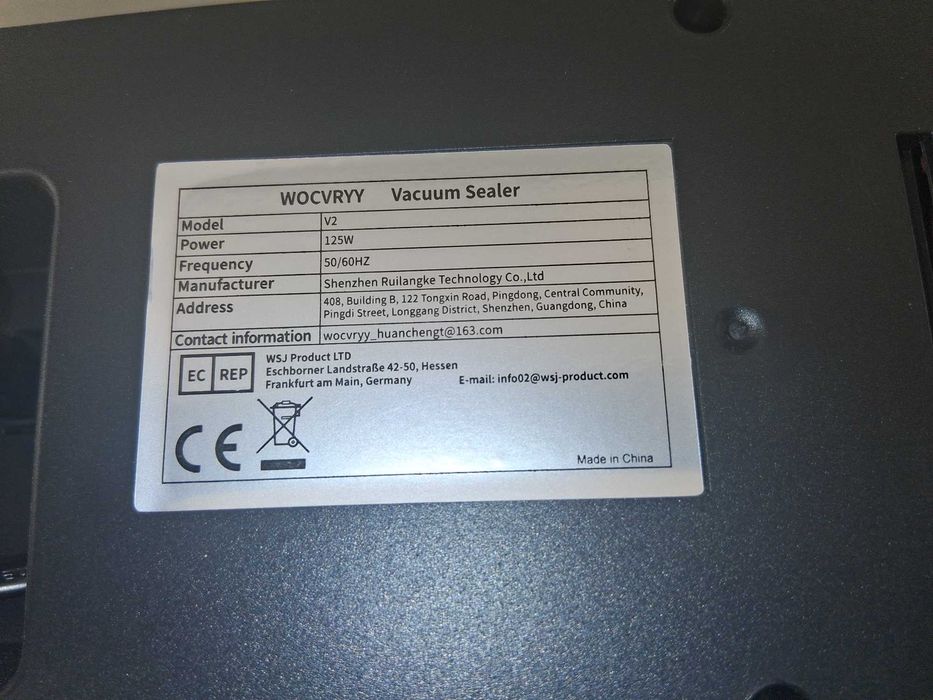 WOCVRYY Vacuum Sealer
Model V2
Power 125W
Frequency 50/60HZ
Manufacturer Shenzhen Ruilangke Technology Co.,Ltd
Address 408, Building B, 122 Tongxin Road, Pingdong, Central Community,
Pingdi Street, Longgang District, Shenzhen, Guangdong, China
Contact information wocvryy_huanchengt@163.com
EC REP
WSJ Product LTD
Eschborner Landstraße 42-50, Hessen
Frankfurt am Main, Germany E-mail: info02@wsj-product.com
CE
Made in China